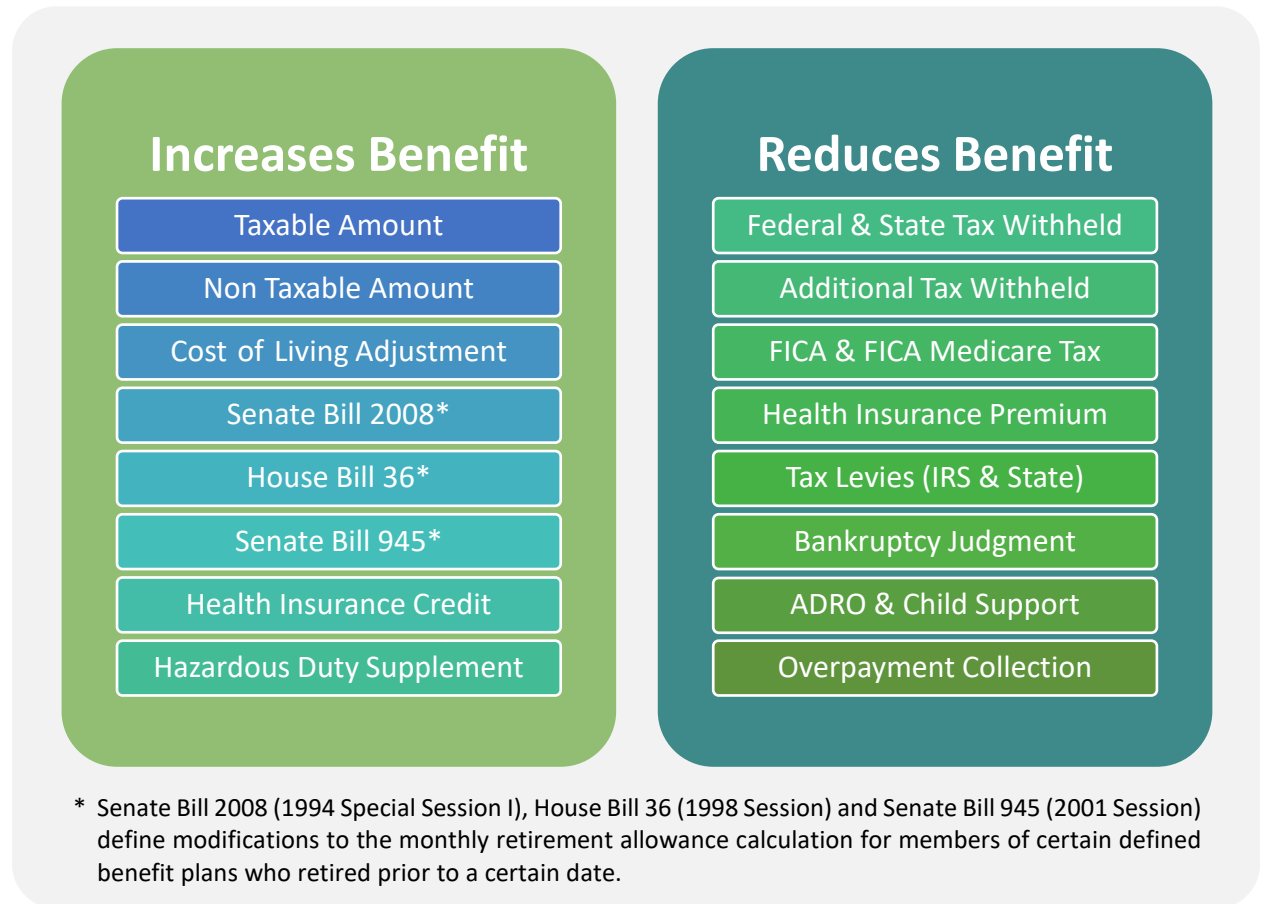 Increases Benefit
Taxable Amount
Non Taxable Amount
Cost of Living Adjustment
Senate Bill 2008*
House Bill 36*
Senate Bill 945*
Health Insurance Credit
Hazardous Duty Supplement
Reduces Benefit
Federal & State Tax Withheld
Additional Tax Withheld
FICA & FICA Medicare Tax
Health Insurance Premium
Tax Levies (IRS & State)
Bankruptcy Judgment
ADRO & Child Support
Overpayment Collection
* Senate Bill 2008 (1994 Special Session I), House Bill 36 (1998 Session) and Senate Bill 945 (2001 Session)
define modifications to the monthly retirement allowance calculation for members of certain defined
benefit plans who retired prior to a certain date.